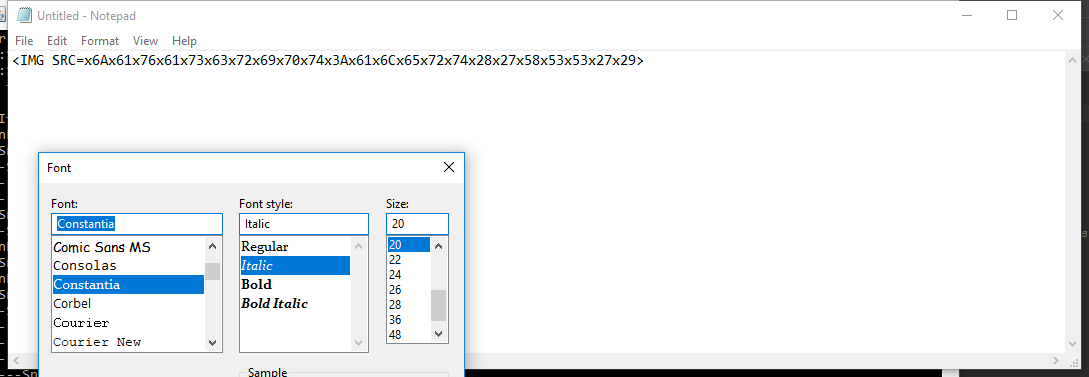 Untitled - Notepad
File Edit Format View Help
<IMG SRC=x6Ax61x76x61x73x63x72x69x70x74x3Ax61x6Cx65x72x74x28x27x58x53x53x27x29>
Font
Font: Font style: Size:
Constantia Italic 20
Comic Sans MS Regular 20
Consolas Italic 22
Constantia Bold 24
Corbel Bold Italic 26
Courier 28
Courier New 36
48
Sample